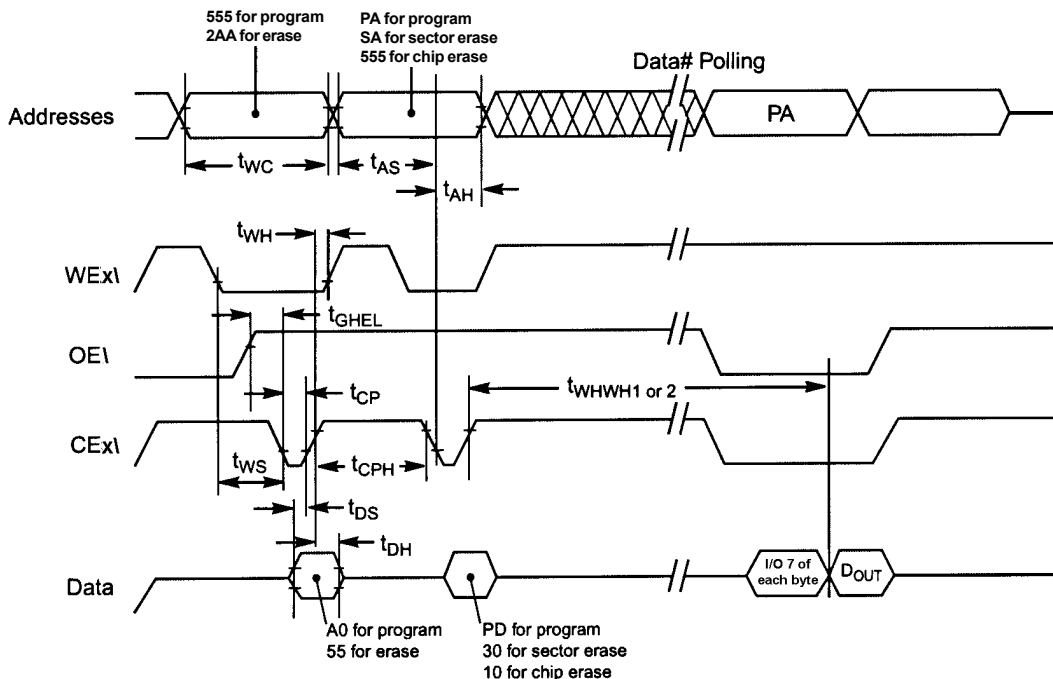 555 for program
2AA for erase
PA for program
SA for sector erase
555 for chip erase
Data# Polling
Addresses
PA
tWC
tAS
tAH
tWH
WEx\
tGHEL
OE\
tWHWH1 or 2
tCP
CEx\
tWS
tCPH
tDS
tDH
Data
I/O 7 of
each byte
DOUT
A0 for program
55 for erase
PD for program
30 for sector erase
10 for chip erase